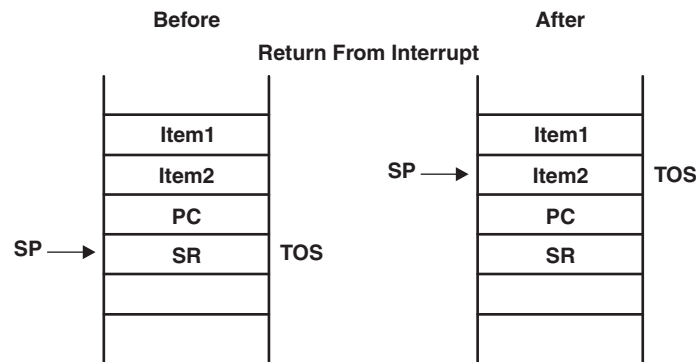 Before After
Return From Interrupt
Item1 Item1
SP Item2 Item2 TOS
PC PC
SP SR TOS SR